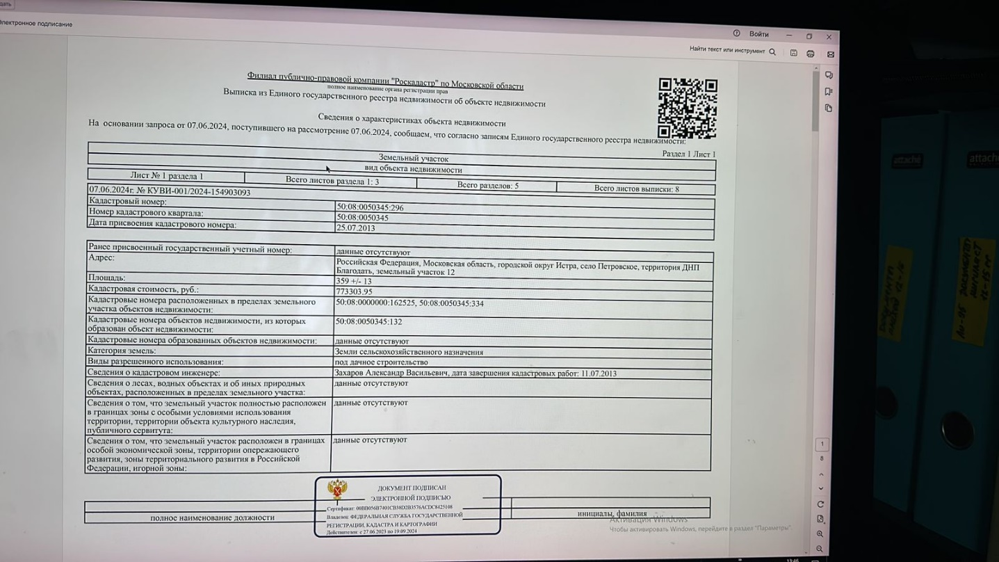 дать
Электронное подписание
Войти
Найти текст или инструмент
Филиал публично-правовой компании "Роскадастр" по Московской области
полное наименование органа регистрации прав
Выписка из Единого государственного реестра недвижимости об объекте недвижимости
Сведения о характеристиках объекта недвижимости
На основании запроса от 07.06.2024, поступившего на рассмотрение 07.06.2024, сообщаем, что согласно записям Единого государственного реестра недвижимости:
Раздел 1 Лист 1
Земельный участок
вид объекта недвижимости
Лист № 1 раздела 1 Всего листов раздела 1: 3 Всего разделов: 5 Всего листов выписки: 8
07.06.2024г. № КУВИ-001/2024-154903093
Кадастровый номер: 50:08:0050345:296
Номер кадастрового квартала: 50:08:0050345
Дата присвоения кадастрового номера: 25.07.2013
Ранее присвоенный государственный учетный номер: данные отсутствуют
Адрес: Российская Федерация, Московская область, городской округ Истра, село Петровское, территория ДНП
Благодать, земельный участок 12
Площадь: 359 +/- 13
Кадастровая стоимость, руб.: 773303.95
Кадастровые номера расположенных в пределах земельного 50:08:0000000:162525, 50:08:0050345:334
участка объектов недвижимости:
Кадастровые номера объектов недвижимости, из которых 50:08:0050345:132
образован объект недвижимости:
Кадастровые номера образованных объектов недвижимости: данные отсутствуют
Категория земель: Земли сельскохозяйственного назначения
Виды разрешенного использования: под дачное строительство
Сведения о кадастровом инженере: Захаров Александр Васильевич, дата завершения кадастровых работ: 11.07.2013
Сведения о лесах, водных объектах и об иных природных данные отсутствуют
объектах, расположенных в пределах земельного участка:
Сведения о том, что земельный участок полностью расположен данные отсутствуют
в границах зоны с особыми условиями использования
территории, территории объекта культурного наследия,
публичного сервитута:
Сведения о том, что земельный участок расположен в границах данные отсутствуют
особой экономической зоны, территории опережающего
развития, зоны территориального развития в Российской
Федерации, игорной зоны:
ДОКУМЕНТ ПОДПИСАН
ЭЛЕКТРОННОЙ ПОДПИСЬЮ
Сертификат: 00BB056B7401CB38D2B3576ACDC8425108
Владелец: ФЕДЕРАЛЬНАЯ СЛУЖБА ГОСУДАРСТВЕННОЙ
РЕГИСТРАЦИИ, КАДАСТРА И КАРТОГРАФИИ
Действителен: с 27.06.2023 по 19.09.2024
полное наименование должности
инициалы, фамилия
Активация Windows
Чтобы активировать Windows, перейдите в раздел "Параметры".
1
8
13:46
attache
attache